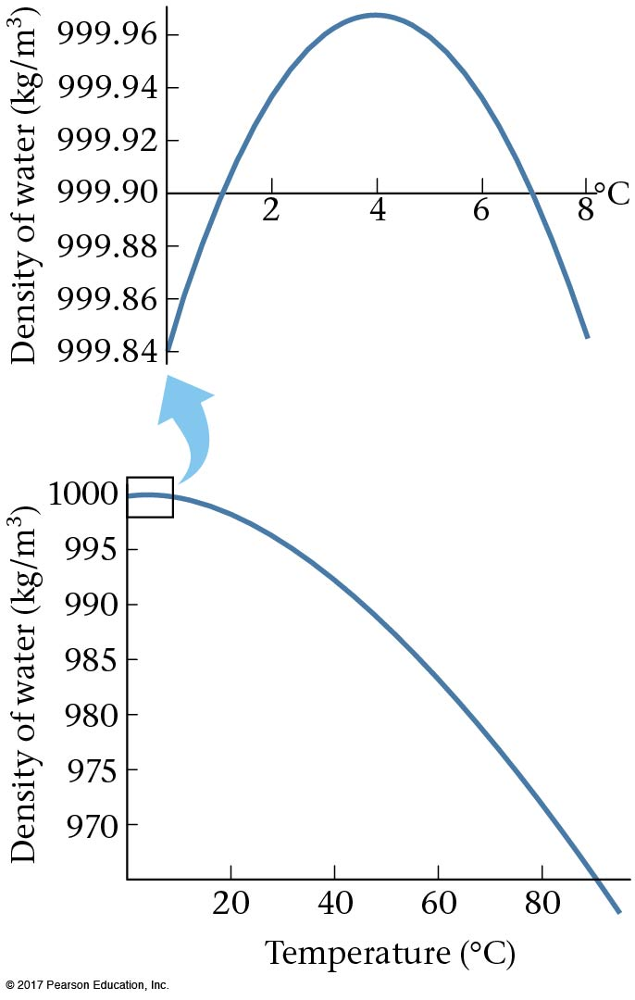 Density of water (kg/m³)
999.96
999.94
999.92
999.90
999.88
999.86
999.84
2 4 6 8 °C
Density of water (kg/m³)
1000
995
990
985
980
975
970
20 40 60 80
Temperature (°C)
© 2017 Pearson Education, Inc.